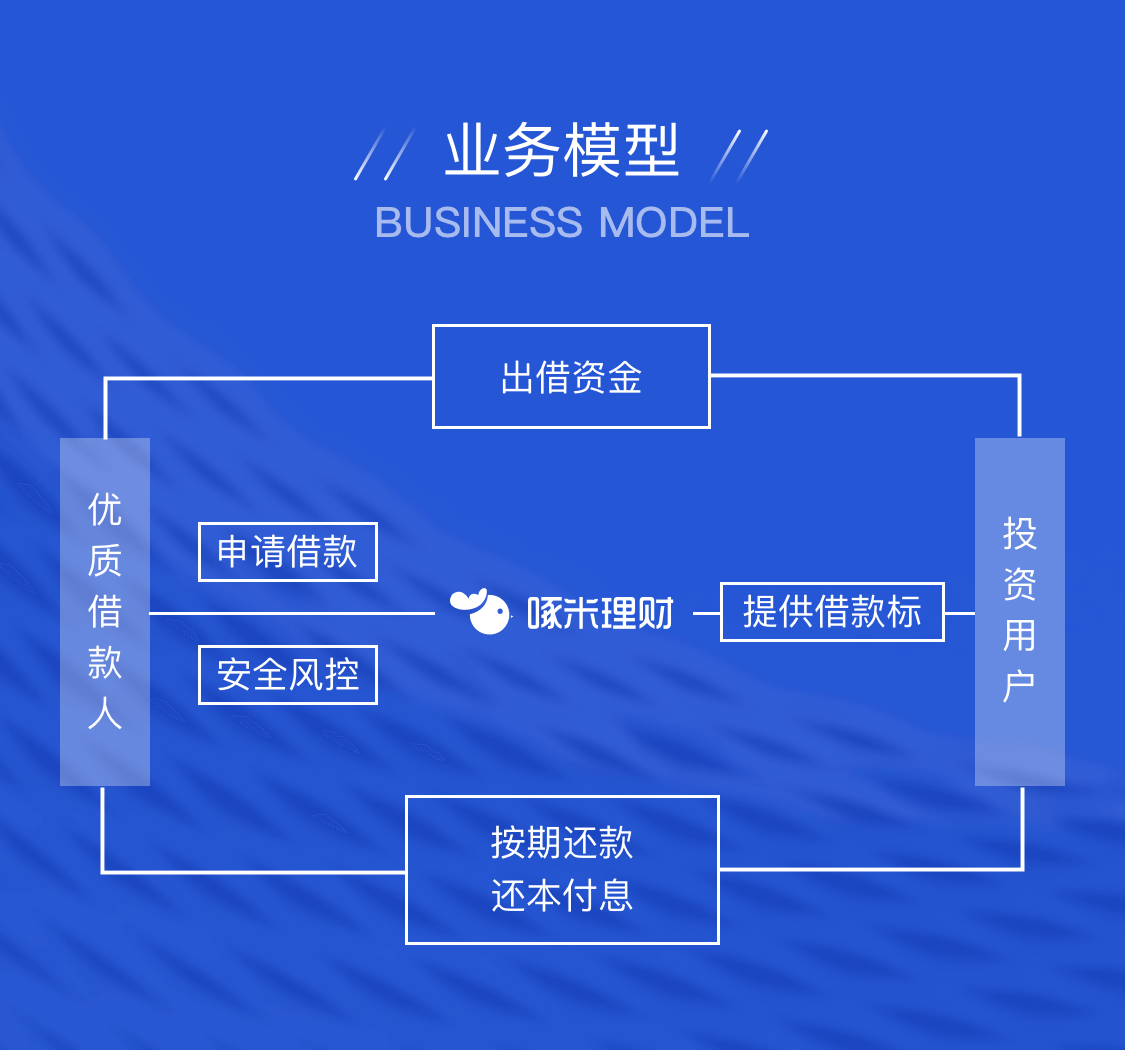 业务模型
BUSINESS MODEL
出借资金
优质借款人
申请借款
安全风控
啄米理财
提供借款标
投资用户
按期还款
还本付息